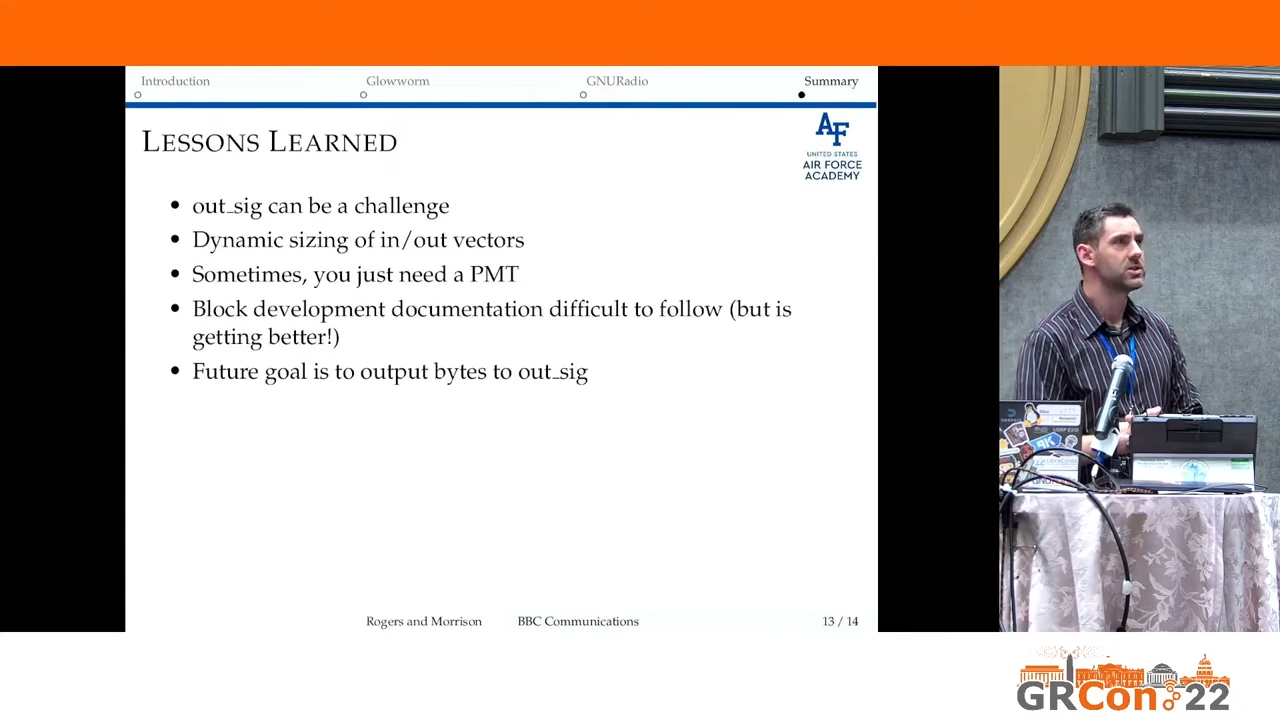 Introduction
Glowworm
GNURadio
Summary
LESSONS LEARNED
AF
UNITED STATES
AIR FORCE
ACADEMY
• out_sig can be a challenge
• Dynamic sizing of in/out vectors
• Sometimes, you just need a PMT
• Block development documentation difficult to follow (but is
getting better!)
• Future goal is to output bytes to out_sig
Rogers and Morrison
BBC Communications
13 / 14
GRCon 22